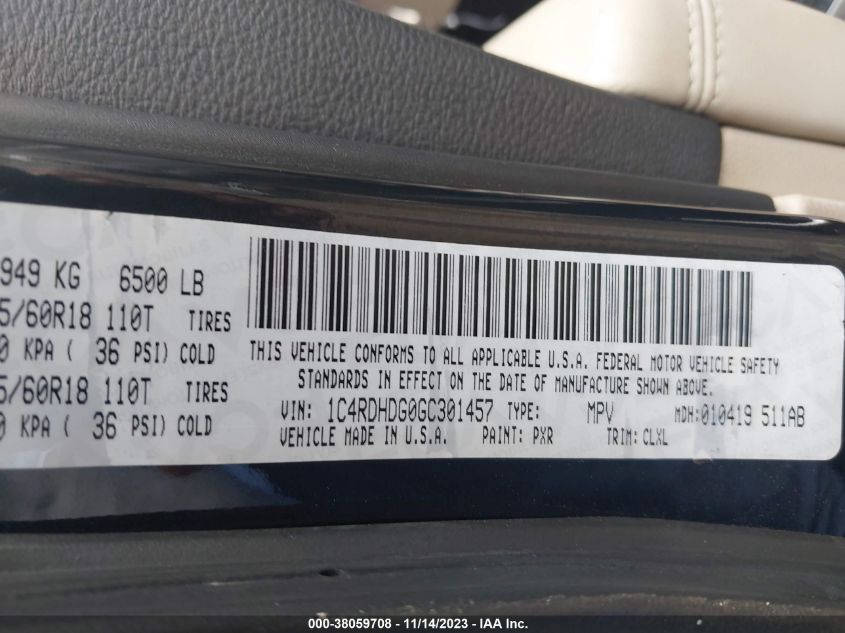 949 KG 6500 LB
5/60R18 110T TIRES
0 KPA ( 36 PSI) COLD
5/60R18 110T TIRES
0 KPA ( 36 PSI) COLD
THIS VEHICLE CONFORMS TO ALL APPLICABLE U.S.A. FEDERAL MOTOR VEHICLE SAFETY
STANDARDS IN EFFECT ON THE DATE OF MANUFACTURE SHOWN ABOVE.
VIN: 1C4RDHDG0GC301457 TYPE: MPV MDH:010419 511AB
VEHICLE MADE IN U.S.A. PAINT: PXR TRIM: CLXL
000-38059708 - 11/14/2023 - IAA Inc.